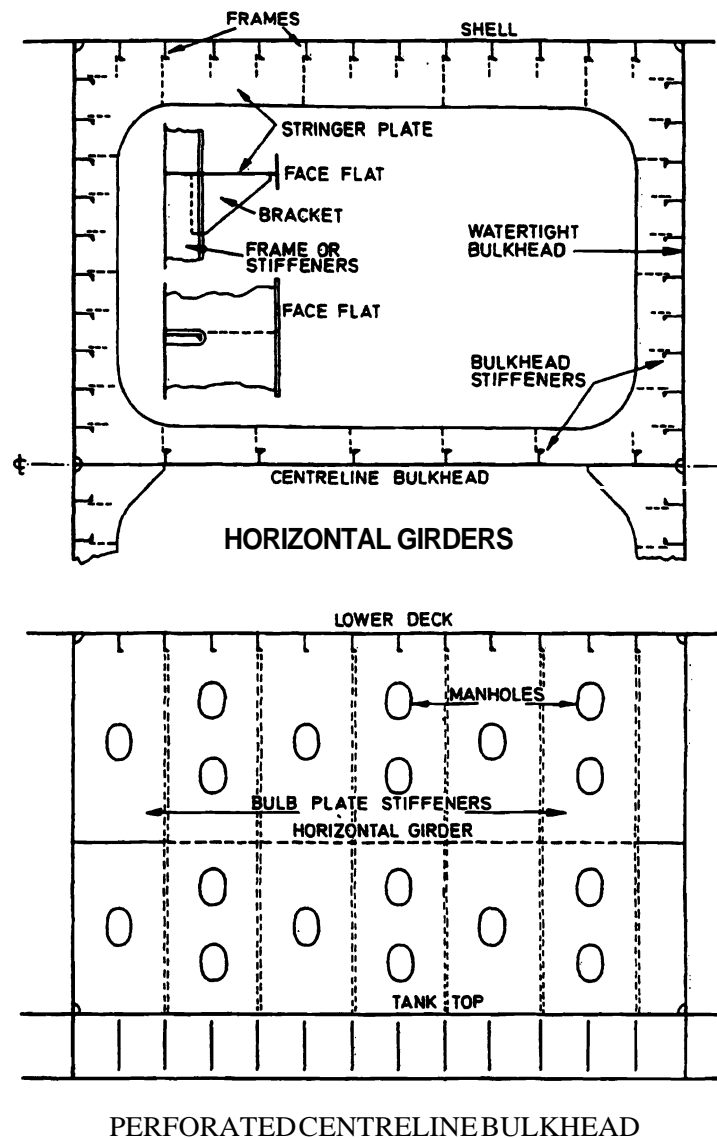 FRAMES
SHELL
STRINGER PLATE
FACE FLAT
BRACKET
FRAME OR
STIFFENERS
WATERTIGHT
BULKHEAD
FACE FLAT
BULKHEAD
STIFFENERS
℄
CENTRELINE BULKHEAD
HORIZONTAL GIRDERS
LOWER DECK
MANHOLES
BULB PLATE STIFFENERS
HORIZONTAL GIRDER
TANK TOP
PERFORATED CENTRELINE BULKHEAD